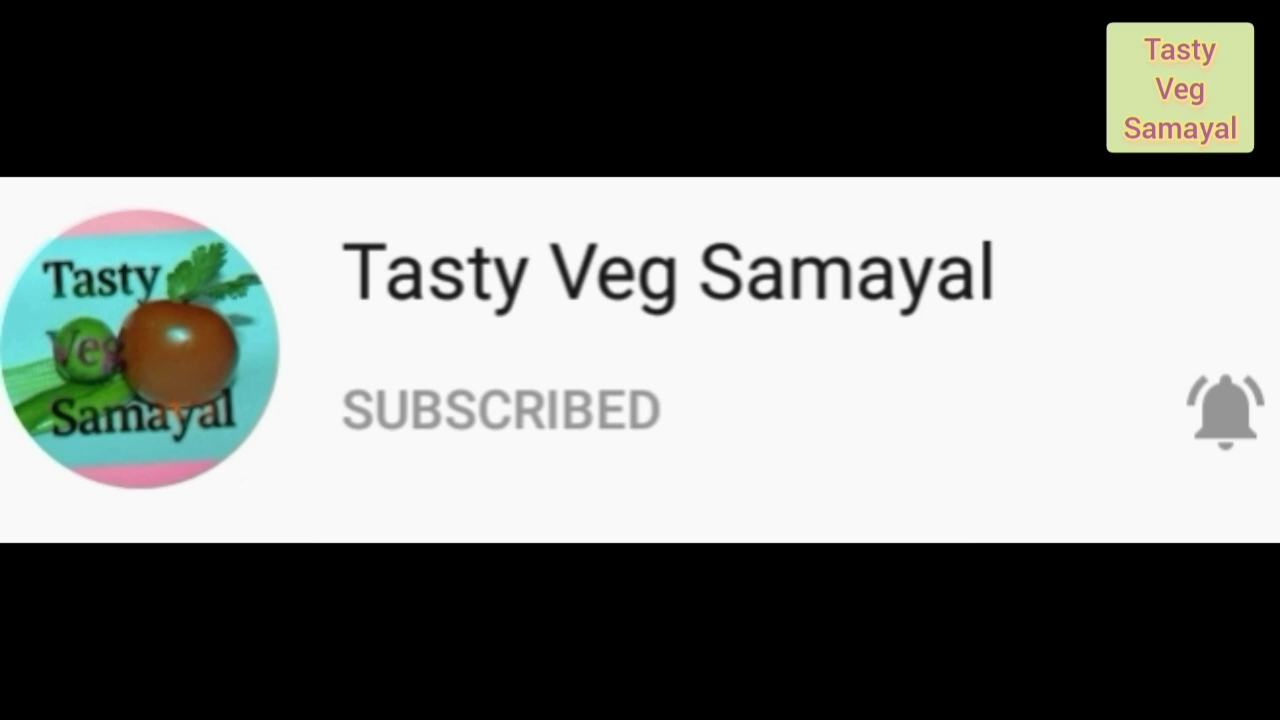 Tasty
Veg
Samayal
Tasty
Veg
Samayal
Tasty Veg Samayal
SUBSCRIBED